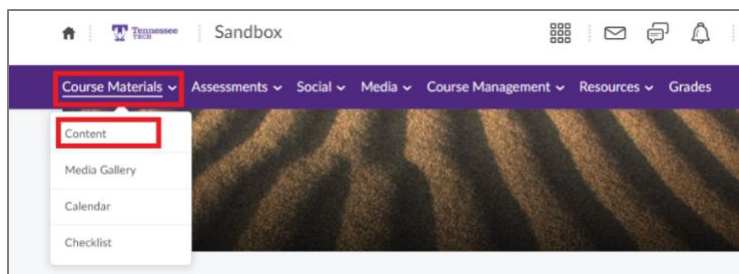 Tennessee
TECH
Sandbox
Course Materials Assessments Social Media Course Management Resources Grades
Content
Media Gallery
Calendar
Checklist